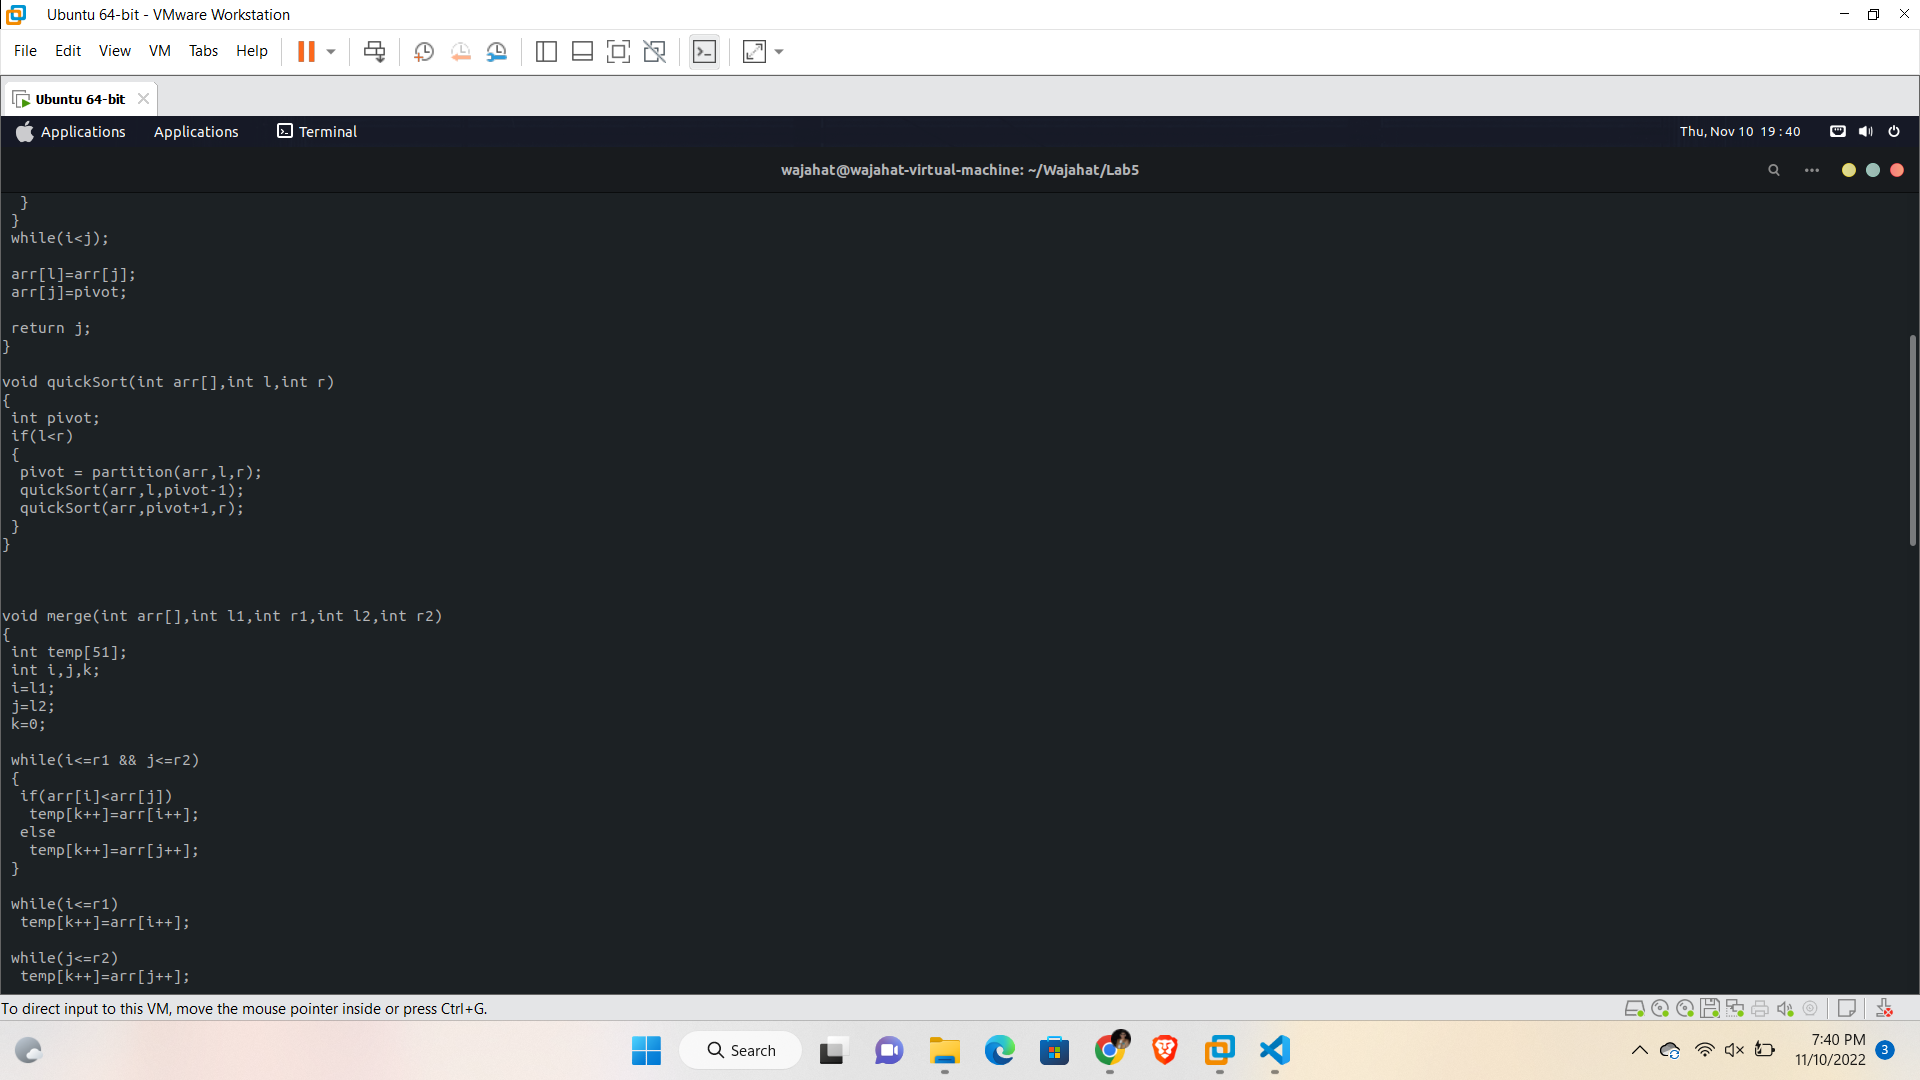 Ubuntu 64-bit - VMware Workstation
File Edit View VM Tabs Help
Ubuntu 64-bit
Applications Applications Terminal Thu, Nov 10 19:40
wajahat@wajahat-virtual-machine: ~/Wajahat/Lab5
  }
 }
 while(i<j);
 arr[l]=arr[j];
 arr[j]=pivot;
 return j;
}
void quickSort(int arr[],int l,int r)
{
 int pivot;
 if(l<r)
 {
  pivot = partition(arr,l,r);
  quickSort(arr,l,pivot-1);
  quickSort(arr,pivot+1,r);
 }
}
void merge(int arr[],int l1,int r1,int l2,int r2)
{
 int temp[51];
 int i,j,k;
 i=l1;
 j=l2;
 k=0;
 while(i<=r1 && j<=r2)
 {
  if(arr[i]<arr[j])
   temp[k++]=arr[i++];
  else
   temp[k++]=arr[j++];
 }
 while(i<=r1)
  temp[k++]=arr[i++];
 while(j<=r2)
  temp[k++]=arr[j++];
To direct input to this VM, move the mouse pointer inside or press Ctrl+G.
Search
7:40 PM
11/10/2022
3